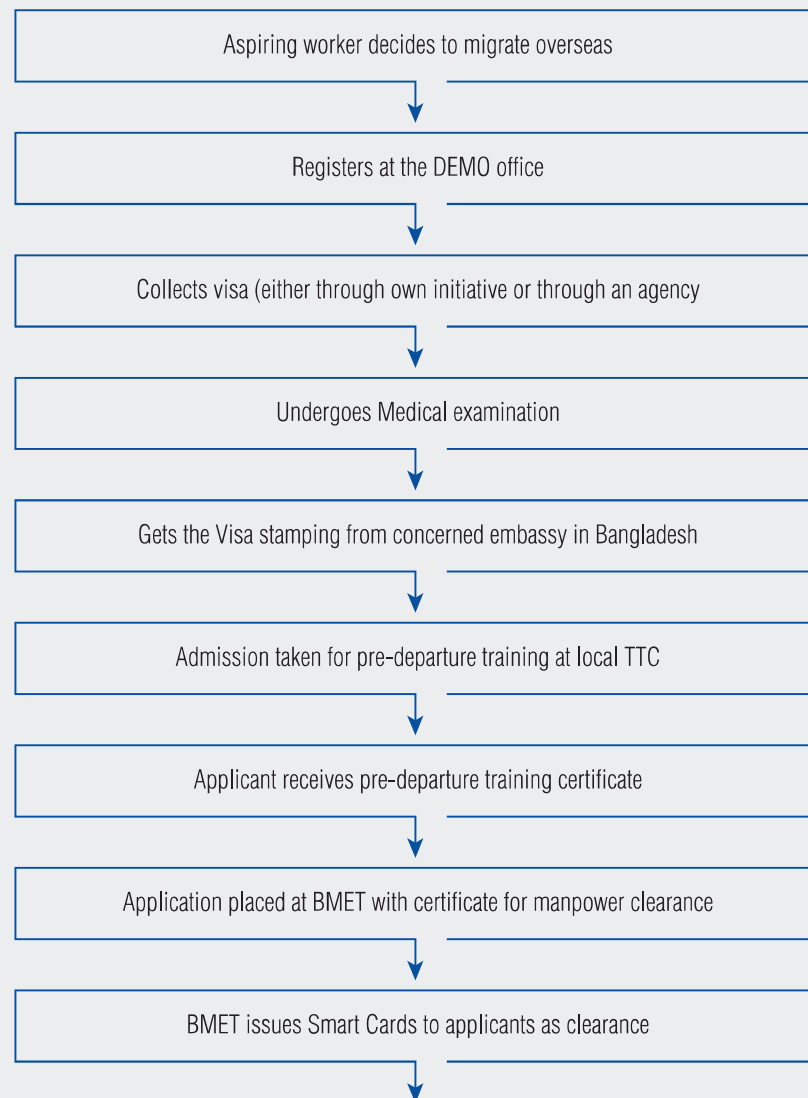 Aspiring worker decides to migrate overseas
Registers at the DEMO office
Collects visa (either through own initiative or through an agency
Undergoes Medical examination
Gets the Visa stamping from concerned embassy in Bangladesh
Admission taken for pre-departure training at local TTC
Applicant receives pre-departure training certificate
Application placed at BMET with certificate for manpower clearance
BMET issues Smart Cards to applicants as clearance